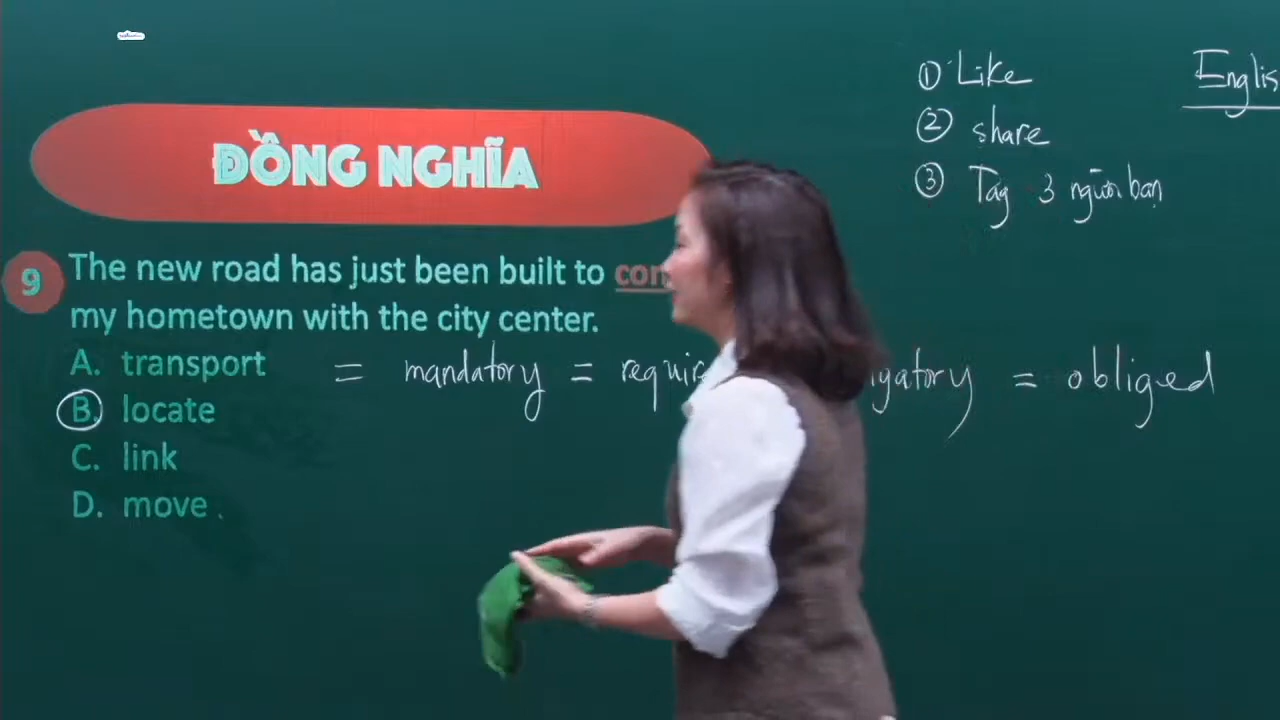 ① Like
② share
③ Tag 3 người bạn
ĐỒNG NGHĨA
9 The new road has just been built to
my hometown with the city center.
A. transport
B. locate
C. link
D. move
= mandatory = = obliged